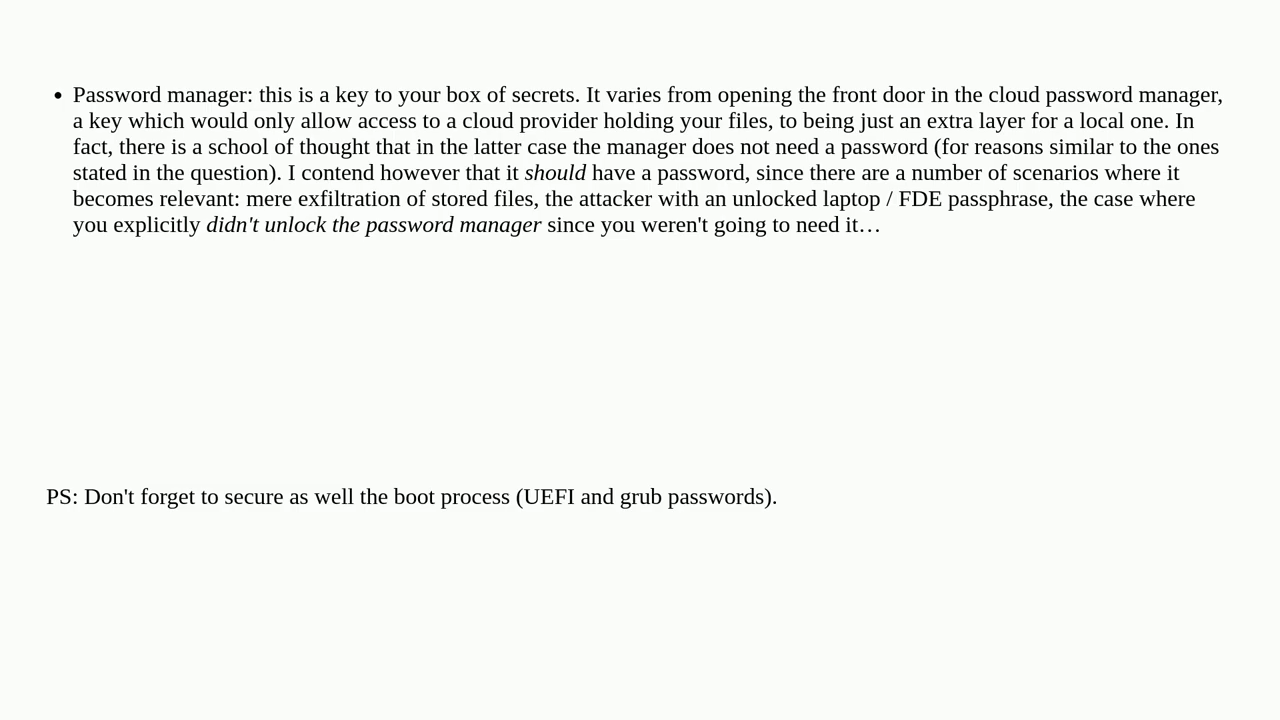 • Password manager: this is a key to your box of secrets. It varies from opening the front door in the cloud password manager,
a key which would only allow access to a cloud provider holding your files, to being just an extra layer for a local one. In
fact, there is a school of thought that in the latter case the manager does not need a password (for reasons similar to the ones
stated in the question). I contend however that it should have a password, since there are a number of scenarios where it
becomes relevant: mere exfiltration of stored files, the attacker with an unlocked laptop / FDE passphrase, the case where
you explicitly didn't unlock the password manager since you weren't going to need it…
PS: Don't forget to secure as well the boot process (UEFI and grub passwords).